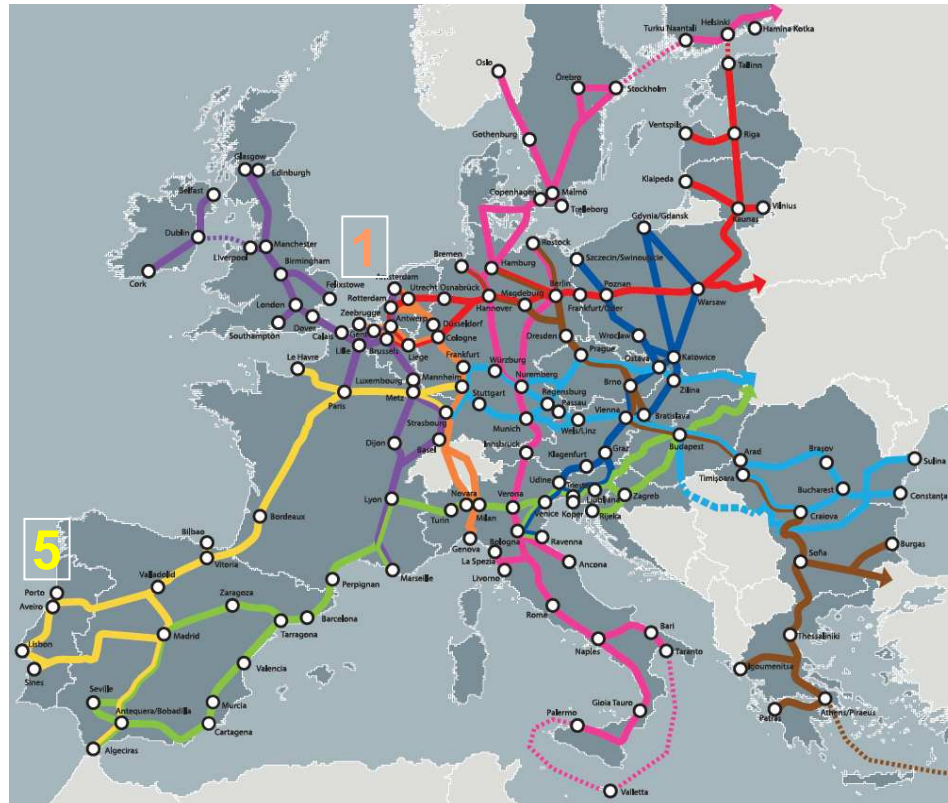 Turku Naantali
Helsinki
Hamina Kotka
Tallinn
Oslo
Örebro
Stockholm
Gothenburg
Ventspils
Riga
Klaipeda
Kaunas
Vilnius
Copenhagen
Malmö
Trelleborg
Glasgow
Edinburgh
Belfast
Dublin
Liverpool
Manchester
Cork
Birmingham
Felixstowe
London
Southampton
Dover
Calais
1
Gdynia/Gdansk
Rostock
Szczecin/Swinoujscie
Bremen
Hamburg
Amsterdam
Utrecht
Osnabrück
Rotterdam
Zeebrugge
Antwerp
Hannover
Magdeburg
Berlin
Frankfurt/Oder
Poznan
Warsaw
Düsseldorf
Cologne
Lille
Brussels
Liege
Dresden
Wroclaw
Prague
Ostava
Katowice
Le Havre
Paris
Luxembourg
Metz
Mannheim
Frankfurt
Würzburg
Nuremberg
Stuttgart
Regensburg
Passau
Wels/Linz
Brno
Zilina
Vienna
Bratislava
Strasbourg
Dijon
Basel
Munich
Innsbruck
Klagenfurt
Graz
Budapest
Arad
Timişoara
Braşov
Sulina
Bucharest
Constanţa
Craiova
Lyon
Turin
Novara
Milan
Verona
Udine
Trieste
Venice
Koper
Ljubljana
Zagreb
Rijeka
Genova
Bologna
Ravenna
La Spezia
Livorno
Ancona
Bordeaux
Bilbao
Vitoria
5
Porto
Aveiro
Valladolid
Zaragoza
Perpignan
Marseille
Barcelona
Tarragona
Lisbon
Sines
Madrid
Valencia
Seville
Murcia
Antequera/Bobadilla
Cartagena
Algeciras
Rome
Naples
Bari
Taranto
Gioia Tauro
Palermo
Valletta
Sofia
Burgas
Thessaliniki
Igoumenitsa
Patras
Athens/Piraeus